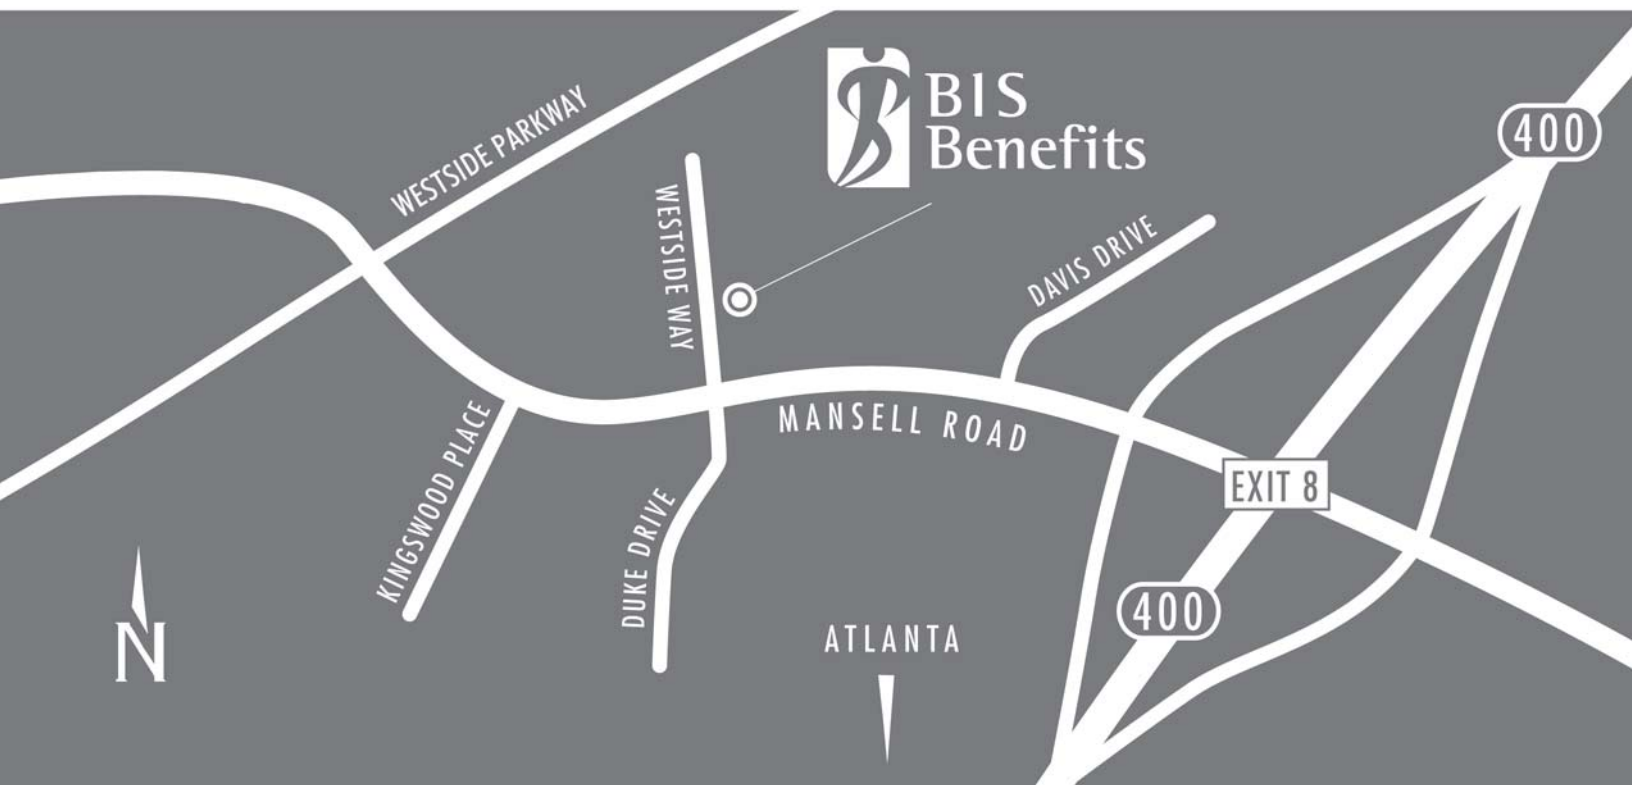 WESTSIDE PARKWAY
BIS
Benefits
400
WESTSIDE WAY
DAVIS DRIVE
MANSELL ROAD
KINGSWOOD PLACE
EXIT 8
DUKE DRIVE
400
ATLANTA
N